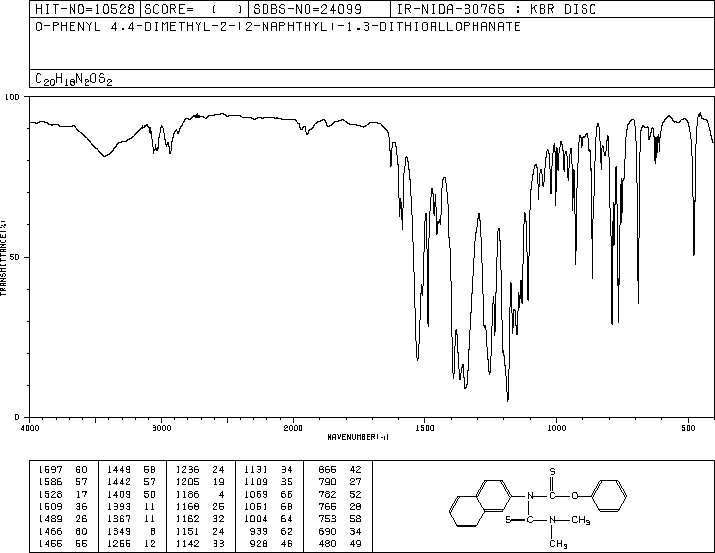 HIT-NO=10528 SCORE= ( ) SDBS-NO=24099 IR-NIDA-30765 : KBR DISC
O-PHENYL 4,4-DIMETHYL-2-(2-NAPHTHYL)-1,3-DITHIOALLOPHANATE
C20H18N2OS2
100
50
0
TRANSMITTANCE(%)
4000 3000 2000 1500 1000 500
WAVENUMBER(-1)
1597 60 1449 58 1236 24 1131 34 866 42
1586 57 1442 57 1205 19 1109 35 790 27
1528 17 1409 50 1186 4 1069 66 782 52
1509 36 1393 11 1168 26 1061 68 766 28
1489 26 1367 11 1162 32 1004 64 753 58
1466 60 1349 8 1151 24 939 62 690 34
1455 55 1256 12 1142 33 928 46 480 49
S
N O
S N CH3
CH3